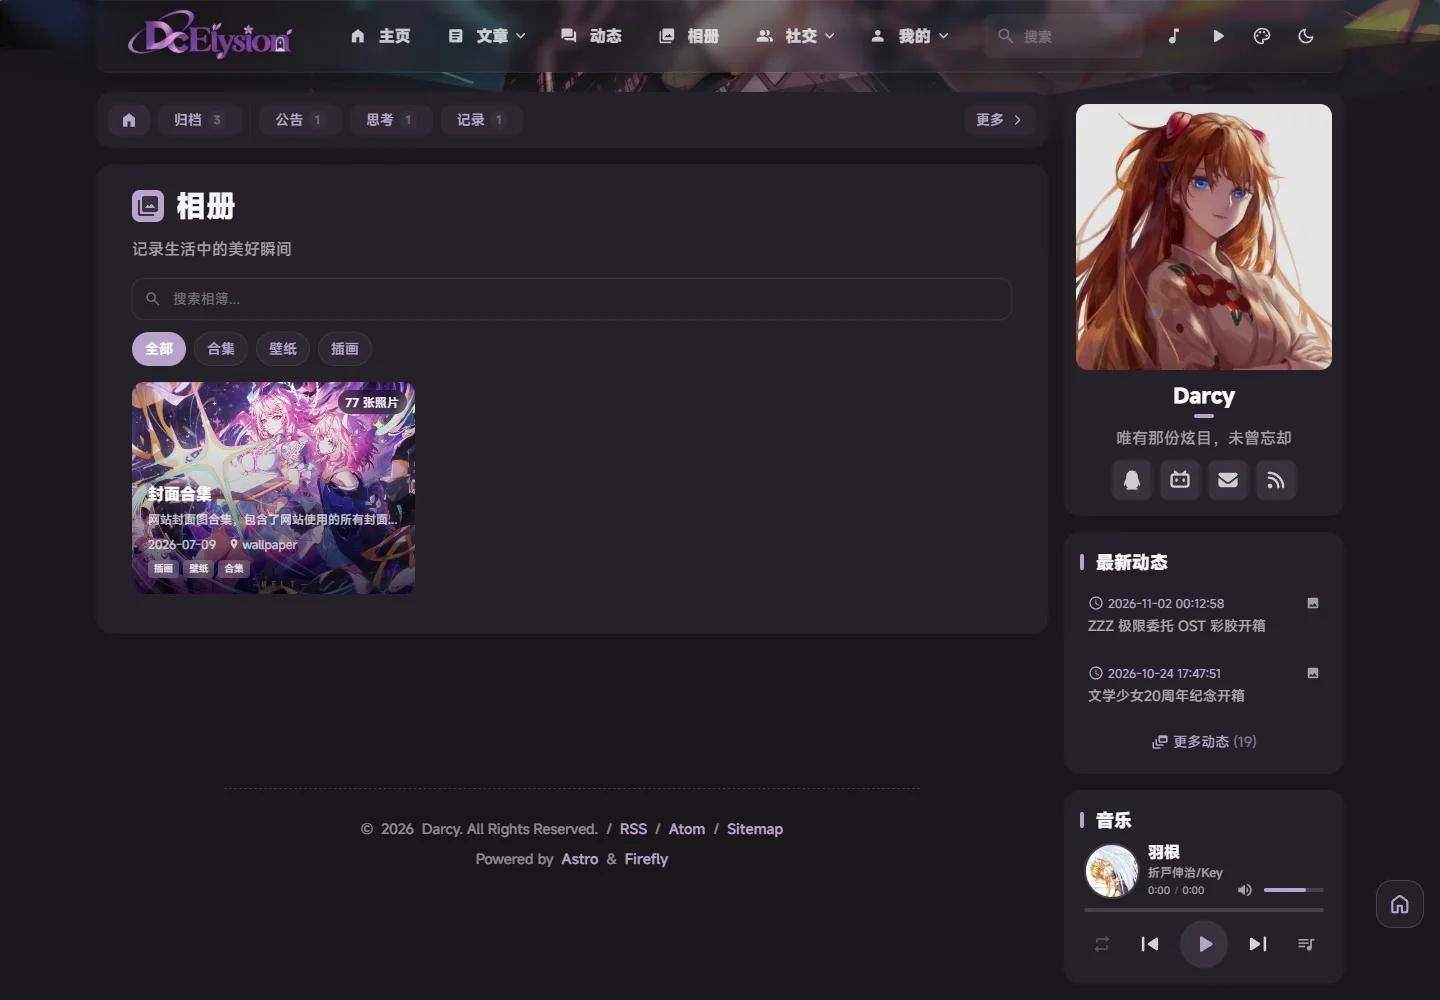 DcElysion 主页 文章 动态 相册 社交 我的 搜索
归档 3 公告 1 思考 1 记录 1 更多
相册
记录生活中的美好瞬间
搜索相簿...
全部 合集 壁纸 插画
77 张照片
封面合集
网站封面图合集，包含了网站使用的所有封面...
2026-07-09 wallpaper
插画 壁纸 合集
MELT
© 2026 Darcy. All Rights Reserved. / RSS / Atom / Sitemap
Powered by Astro & Firefly
Darcy
唯有那份炫目，未曾忘却
最新动态
2026-11-02 00:12:58
ZZZ 极限委托 OST 彩胶开箱
2026-10-24 17:47:51
文学少女20周年纪念开箱
更多动态 (19)
音乐
羽根
折戸伸治/Key
0:00 / 0:00